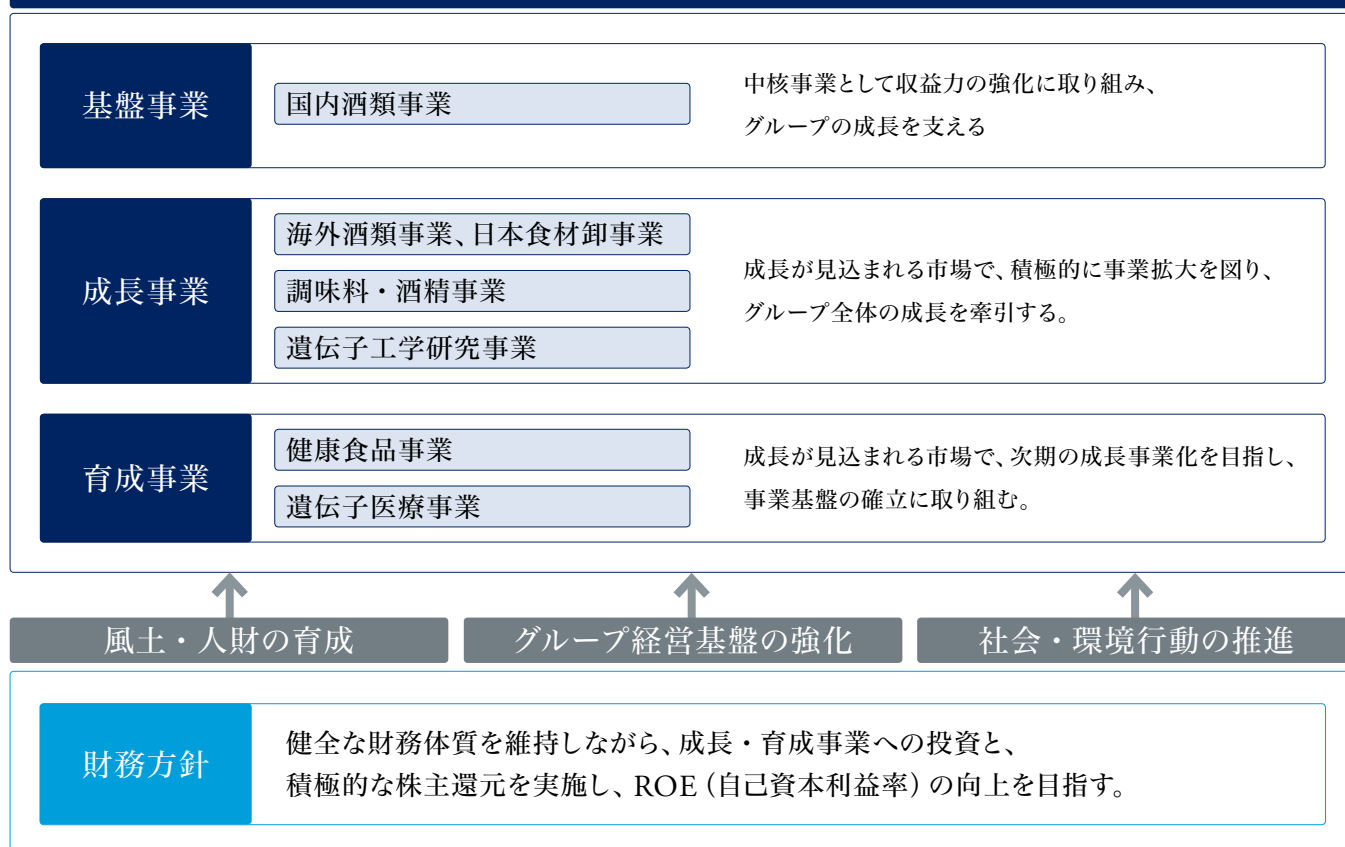 基盤事業
国内酒類事業
中核事業として収益力の強化に取り組み、
グループの成長を支える
成長事業
海外酒類事業、日本食材卸事業
調味料・酒精事業
遺伝子工学研究事業
成長が見込まれる市場で、積極的に事業拡大を図り、
グループ全体の成長を牽引する。
育成事業
健康食品事業
遺伝子医療事業
成長が見込まれる市場で、次期の成長事業化を目指し、
事業基盤の確立に取り組む。
風土・人財の育成
グループ経営基盤の強化
社会・環境行動の推進
財務方針
健全な財務体質を維持しながら、成長・育成事業への投資と、
積極的な株主還元を実施し、ROE（自己資本利益率）の向上を目指す。